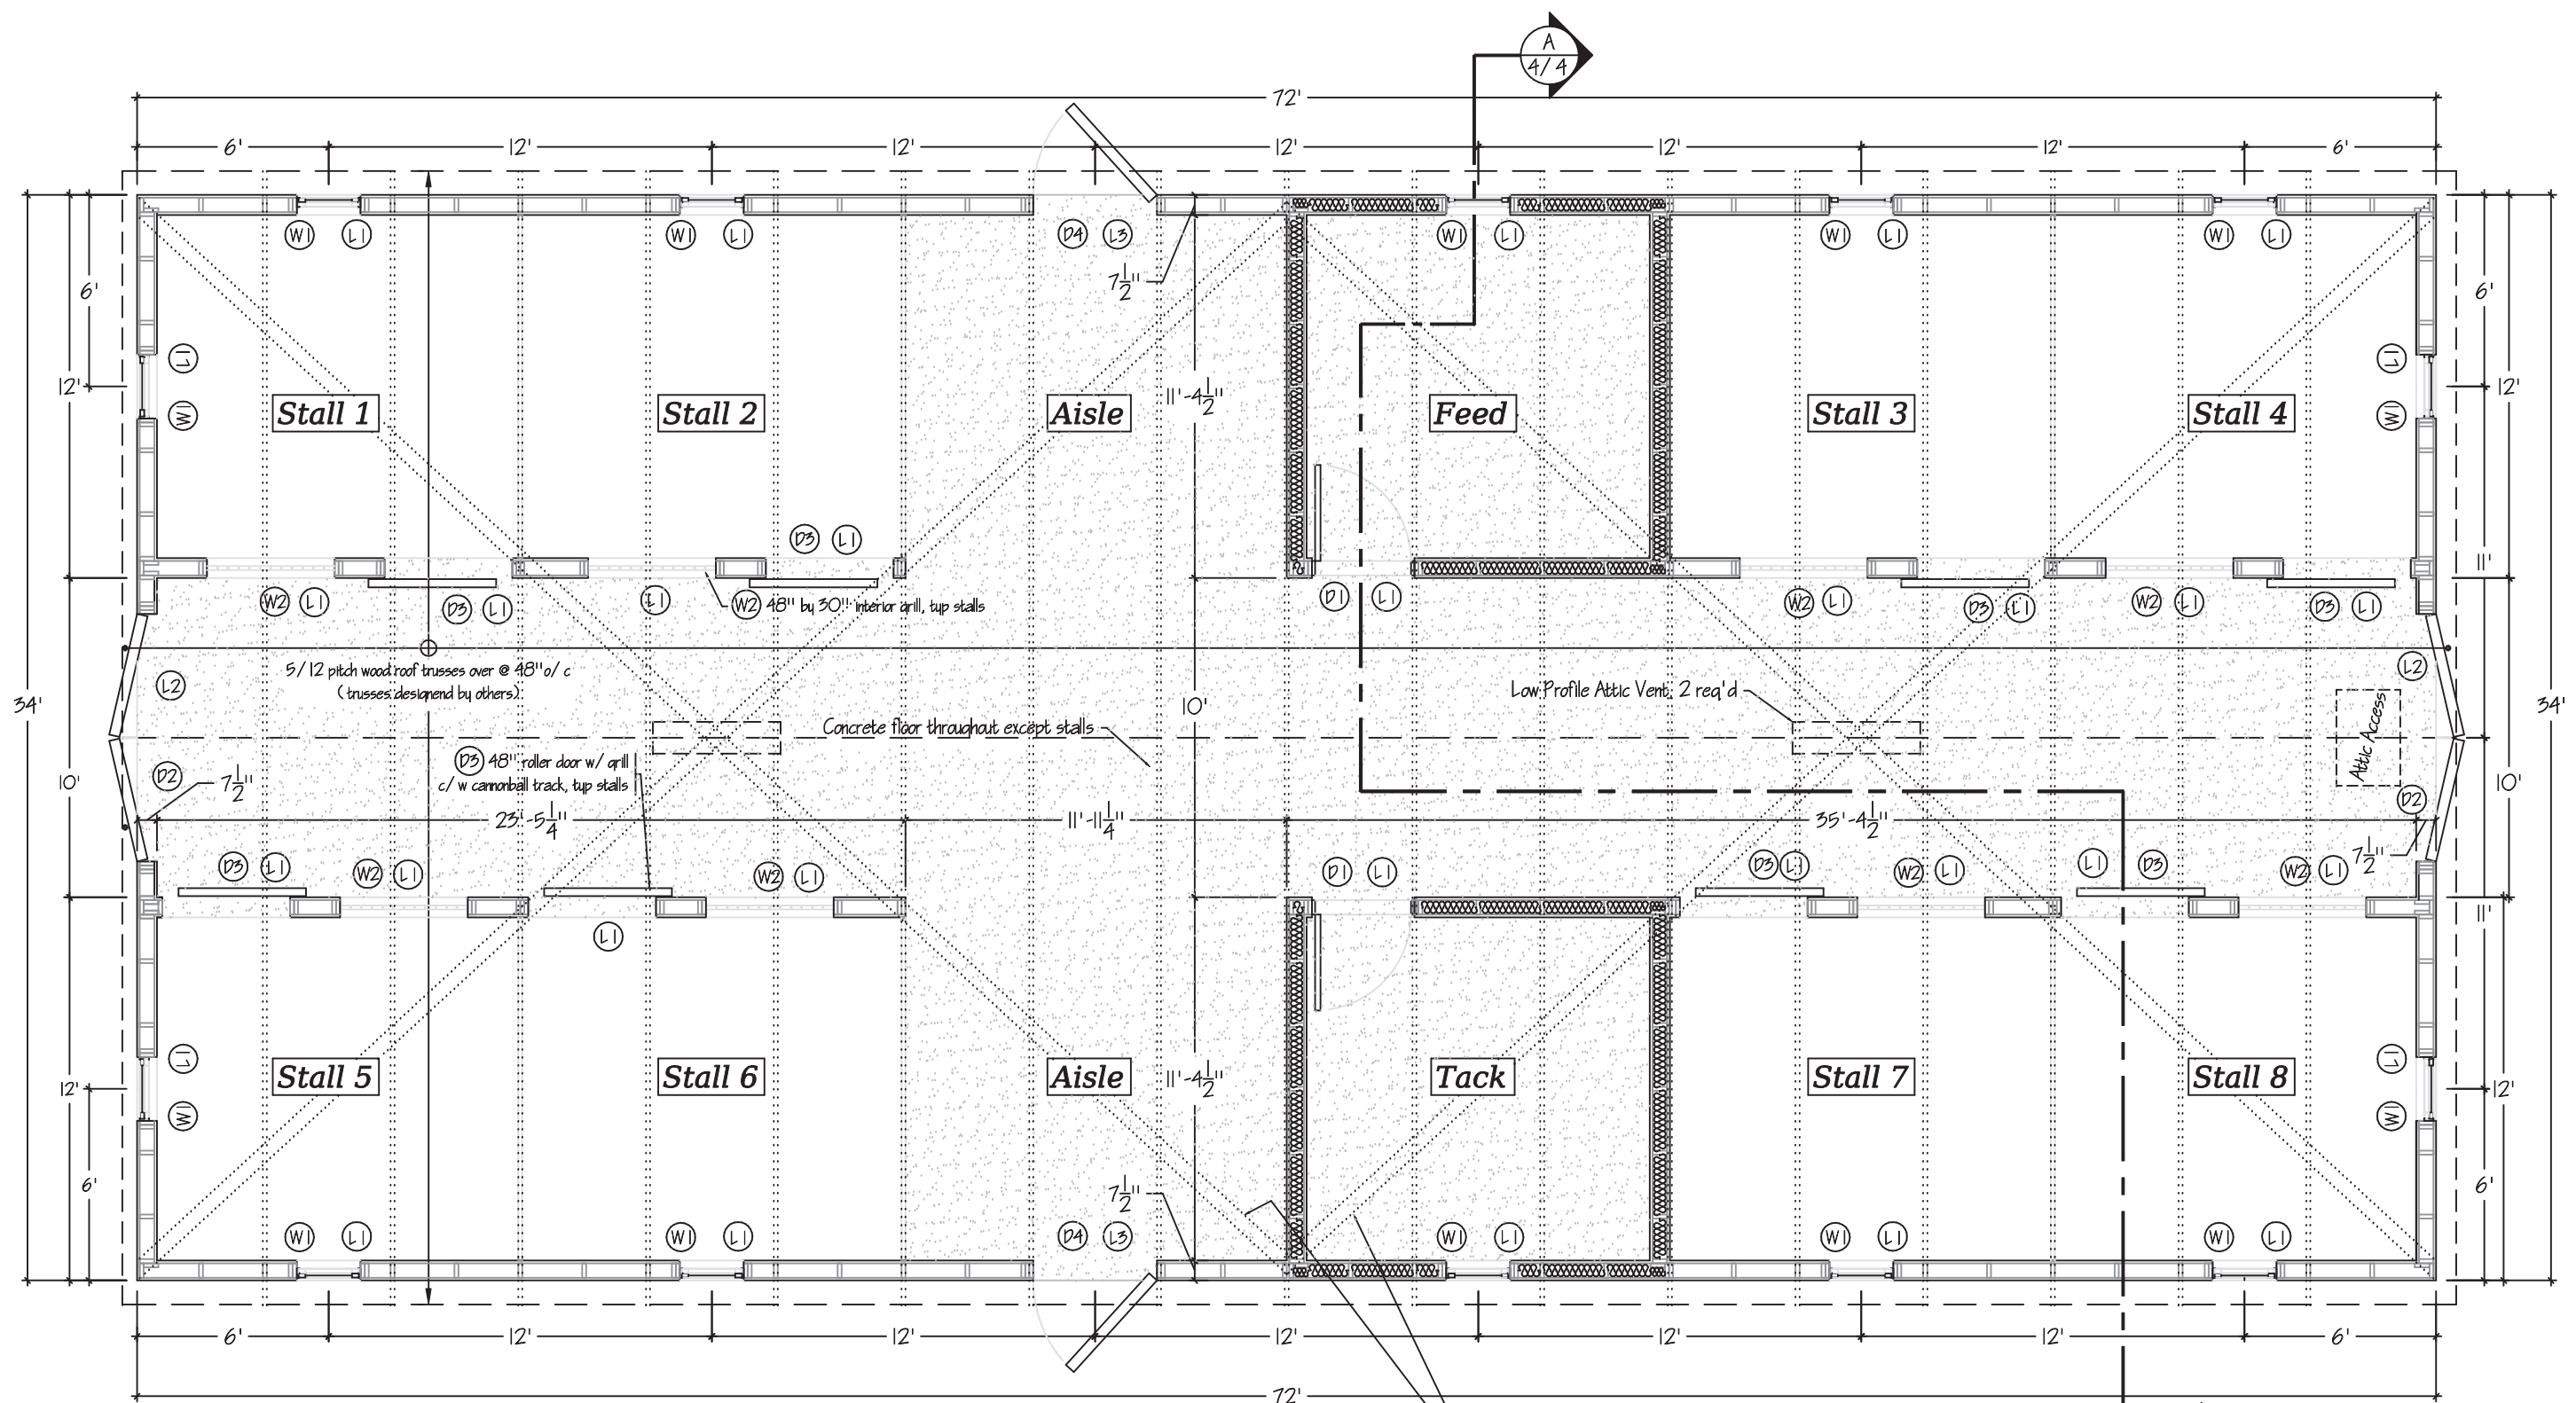 A
4/4
72'
6' 12' 12' 12' 12' 12' 6'
W1 L1 W1 L1 D4 L3 W1 L1 W1 L1 W1 L1
7 1/2"
6' 6'
L1 L1
12' 12'
W1 W1
11'-4 1/2"
Stall 1 Stall 2 Aisle Feed Stall 3 Stall 4
D3 L1
11'
W2 L1 D3 L1 L1 W2 48" by 30" interior grill, typ stalls D1 L1 W2 L1 D3 L1 W2 L1 D3 L1
5/12 pitch wood roof trusses over @ 48" o/c
(trusses designend by others)
L2 L2
Low Profile Attic Vent, 2 req'd
34' 10' 34'
Concrete floor throughout except stalls
Attic Access
D3 48" roller door w/ grill
c/w cannonball track, typ stalls
D2 7 1/2" D2
10' 10'
23'-5 1/4" 11'-11 1/4" 35'-4 1/2"
7 1/2"
D3 L1 W2 L1 W2 L1 D1 L1 D3 L1 W2 L1 L1 D3 W2 L1
L1
11'
L1 L1
Stall 5 Stall 6 Aisle 11'-4 1/2" Tack Stall 7 Stall 8
12' 12'
W1 W1
6' 7 1/2" 6'
W1 L1 W1 L1 D4 L3 W1 L1 W1 L1 W1 L1
6' 12' 12' 12' 12' 12' 6'
72'